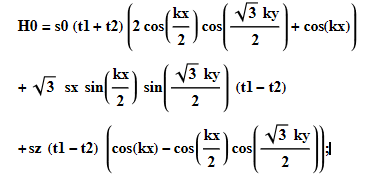 H0 = s0 (t1 + t2) (2 cos(kx/2) cos(√3 ky/2) + cos(kx))
+ √3 sx sin(kx/2) sin(√3 ky/2) (t1 − t2)
+ sz (t1 − t2) (cos(kx) − cos(kx/2) cos(√3 ky/2));